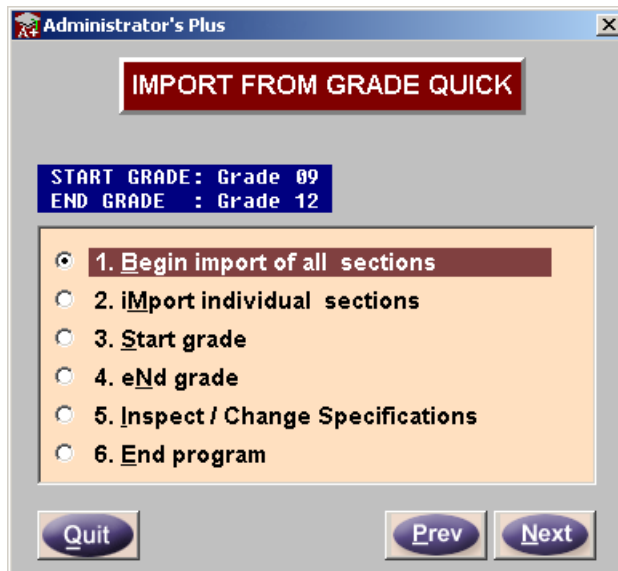 Administrator's Plus
IMPORT FROM GRADE QUICK
START GRADE: Grade 09
END GRADE  : Grade 12
1. Begin import of all sections
2. iMport individual sections
3. Start grade
4. eNd grade
5. Inspect / Change Specifications
6. End program
Quit Prev Next